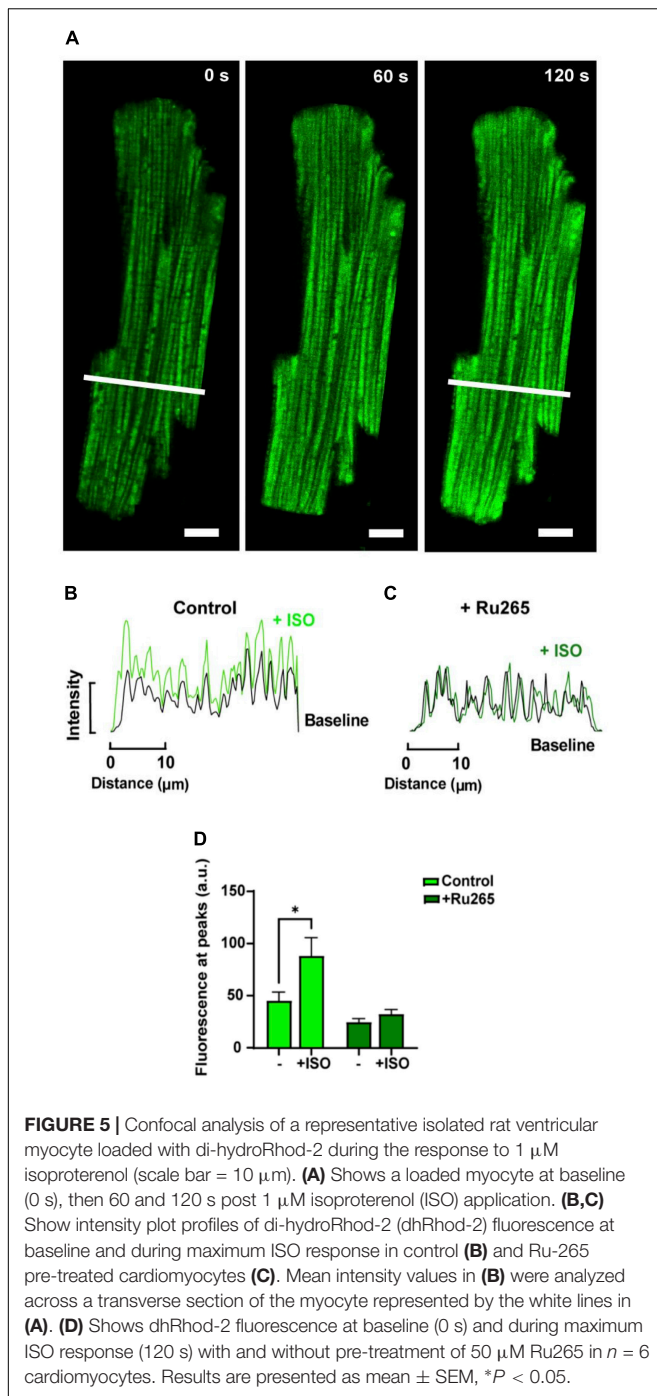 A
0 s
60 s
120 s
B
Control
+ ISO
Intensity
Baseline
0
10
Distance (μm)
C
+ Ru265
+ ISO
Baseline
0
10
Distance (μm)
D
Fluorescence at peaks (a.u.)
150
100
50
0
*
-
+ISO
-
+ISO
Control
+Ru265
FIGURE 5 | Confocal analysis of a representative isolated rat ventricular
myocyte loaded with di-hydroRhod-2 during the response to 1 μM
isoproterenol (scale bar = 10 μm). (A) Shows a loaded myocyte at baseline
(0 s), then 60 and 120 s post 1 μM isoproterenol (ISO) application. (B,C)
Show intensity plot profiles of di-hydroRhod-2 (dhRhod-2) fluorescence at
baseline and during maximum ISO response in control (B) and Ru-265
pre-treated cardiomyocytes (C). Mean intensity values in (B) were analyzed
across a transverse section of the myocyte represented by the white lines in
(A). (D) Shows dhRhod-2 fluorescence at baseline (0 s) and during maximum
ISO response (120 s) with and without pre-treatment of 50 μM Ru265 in n = 6
cardiomyocytes. Results are presented as mean ± SEM, *P < 0.05.